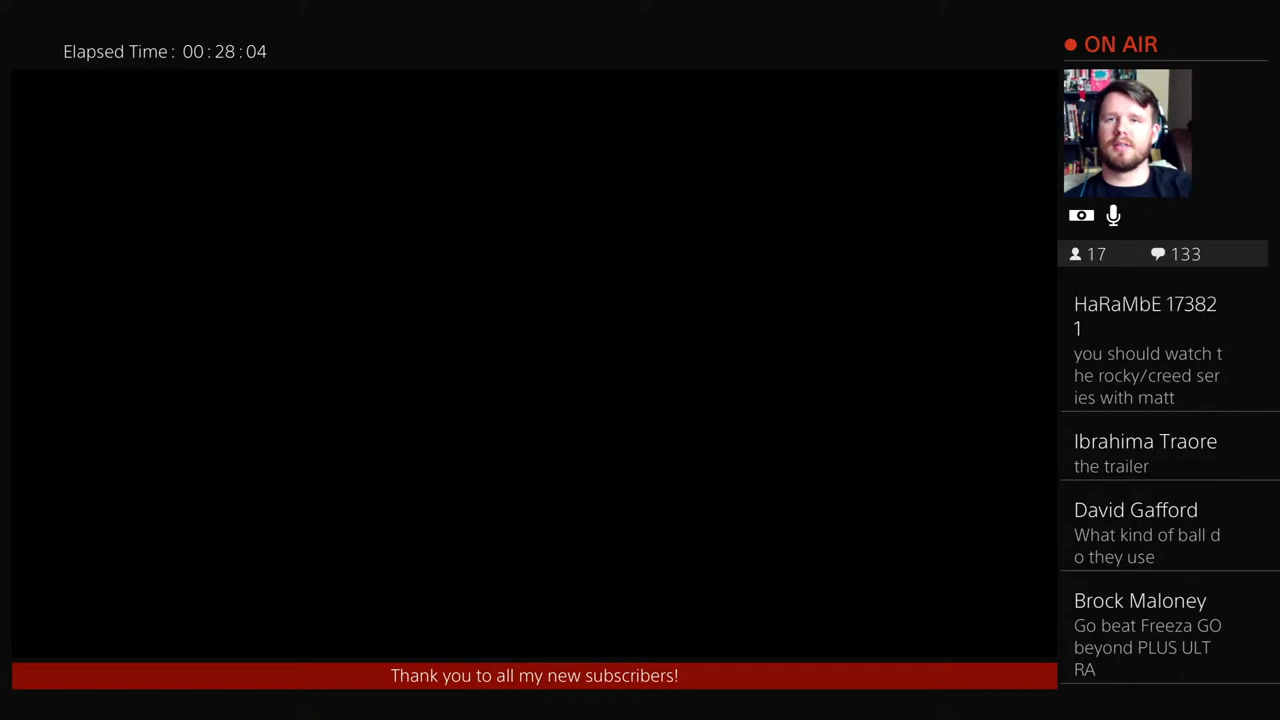 Elapsed Time: 00:28:04
ON AIR
17 133
HaRaMbE 17382
1
you should watch t
he rocky/creed ser
ies with matt
Ibrahima Traore
the trailer
David Gafford
What kind of ball d
o they use
Brock Maloney
Go beat Freeza GO
beyond PLUS ULT
RA
Thank you to all my new subscribers!